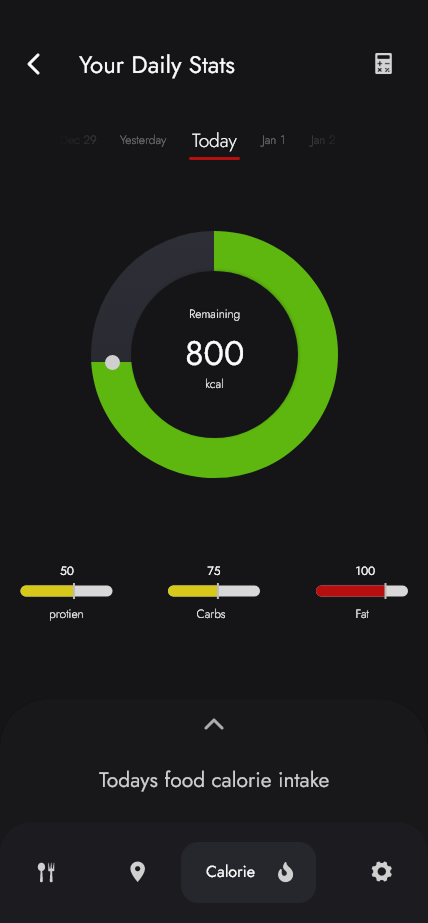 Your Daily Stats
Dec 29 Yesterday Today Jan 1 Jan 2
Remaining
800
kcal
50 75 100
protien Carbs Fat
Todays food calorie intake
Calorie